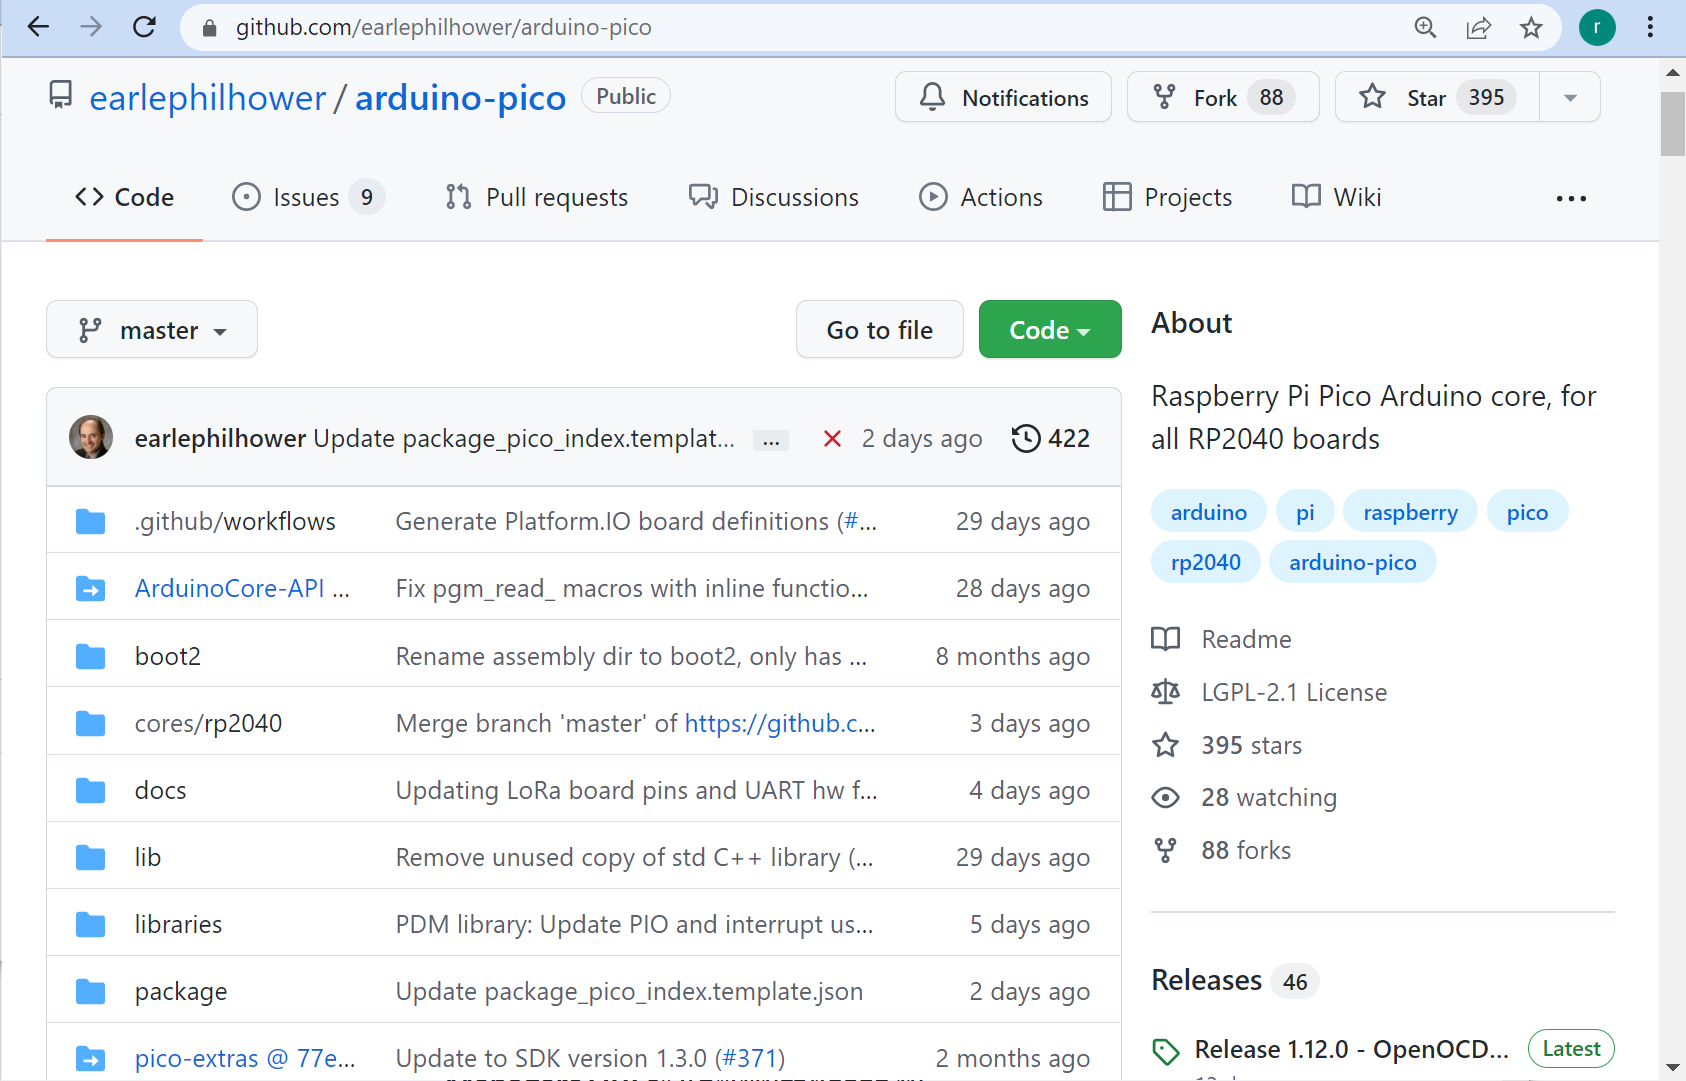 github.com/earlephilhower/arduino-pico
r
earlephilhower / arduino-pico Public
Notifications
Fork 88
Star 395
Code
Issues 9
Pull requests
Discussions
Actions
Projects
Wiki
...
master
Go to file
Code
earlephilhower Update package_pico_index.templat... ... 2 days ago 422
.github/workflows Generate Platform.IO board definitions (#... 29 days ago
ArduinoCore-API ... Fix pgm_read_ macros with inline functio... 28 days ago
boot2 Rename assembly dir to boot2, only has ... 8 months ago
cores/rp2040 Merge branch 'master' of https://github.c... 3 days ago
docs Updating LoRa board pins and UART hw f... 4 days ago
lib Remove unused copy of std C++ library (... 29 days ago
libraries PDM library: Update PIO and interrupt us... 5 days ago
package Update package_pico_index.template.json 2 days ago
pico-extras @ 77e... Update to SDK version 1.3.0 (#371) 2 months ago
About
Raspberry Pi Pico Arduino core, for
all RP2040 boards
arduino pi raspberry pico
rp2040 arduino-pico
Readme
LGPL-2.1 License
395 stars
28 watching
88 forks
Releases 46
Release 1.12.0 - OpenOCD... Latest